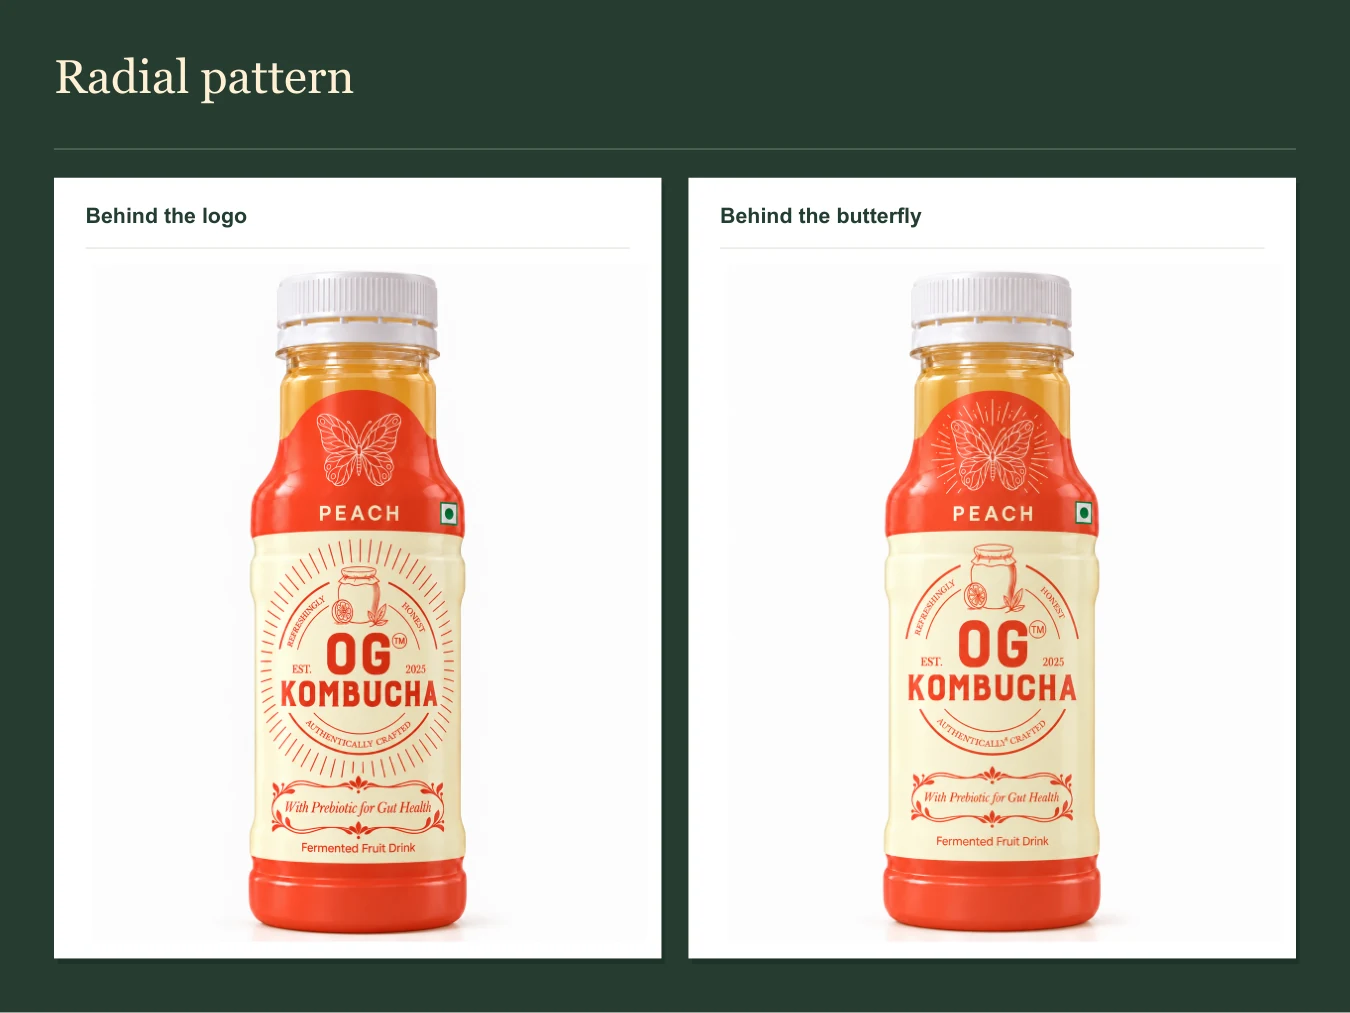 Radial pattern
Behind the logo
PEACH
REFRESHINGLY
HONEST
OG TM
EST. 2025
KOMBUCHA
AUTHENTICALLY CRAFTED
With Prebiotic for Gut Health
Fermented Fruit Drink
Behind the butterfly
PEACH
REFRESHINGLY
HONEST
OG TM
EST. 2025
KOMBUCHA
AUTHENTICALLY CRAFTED
With Prebiotic for Gut Health
Fermented Fruit Drink